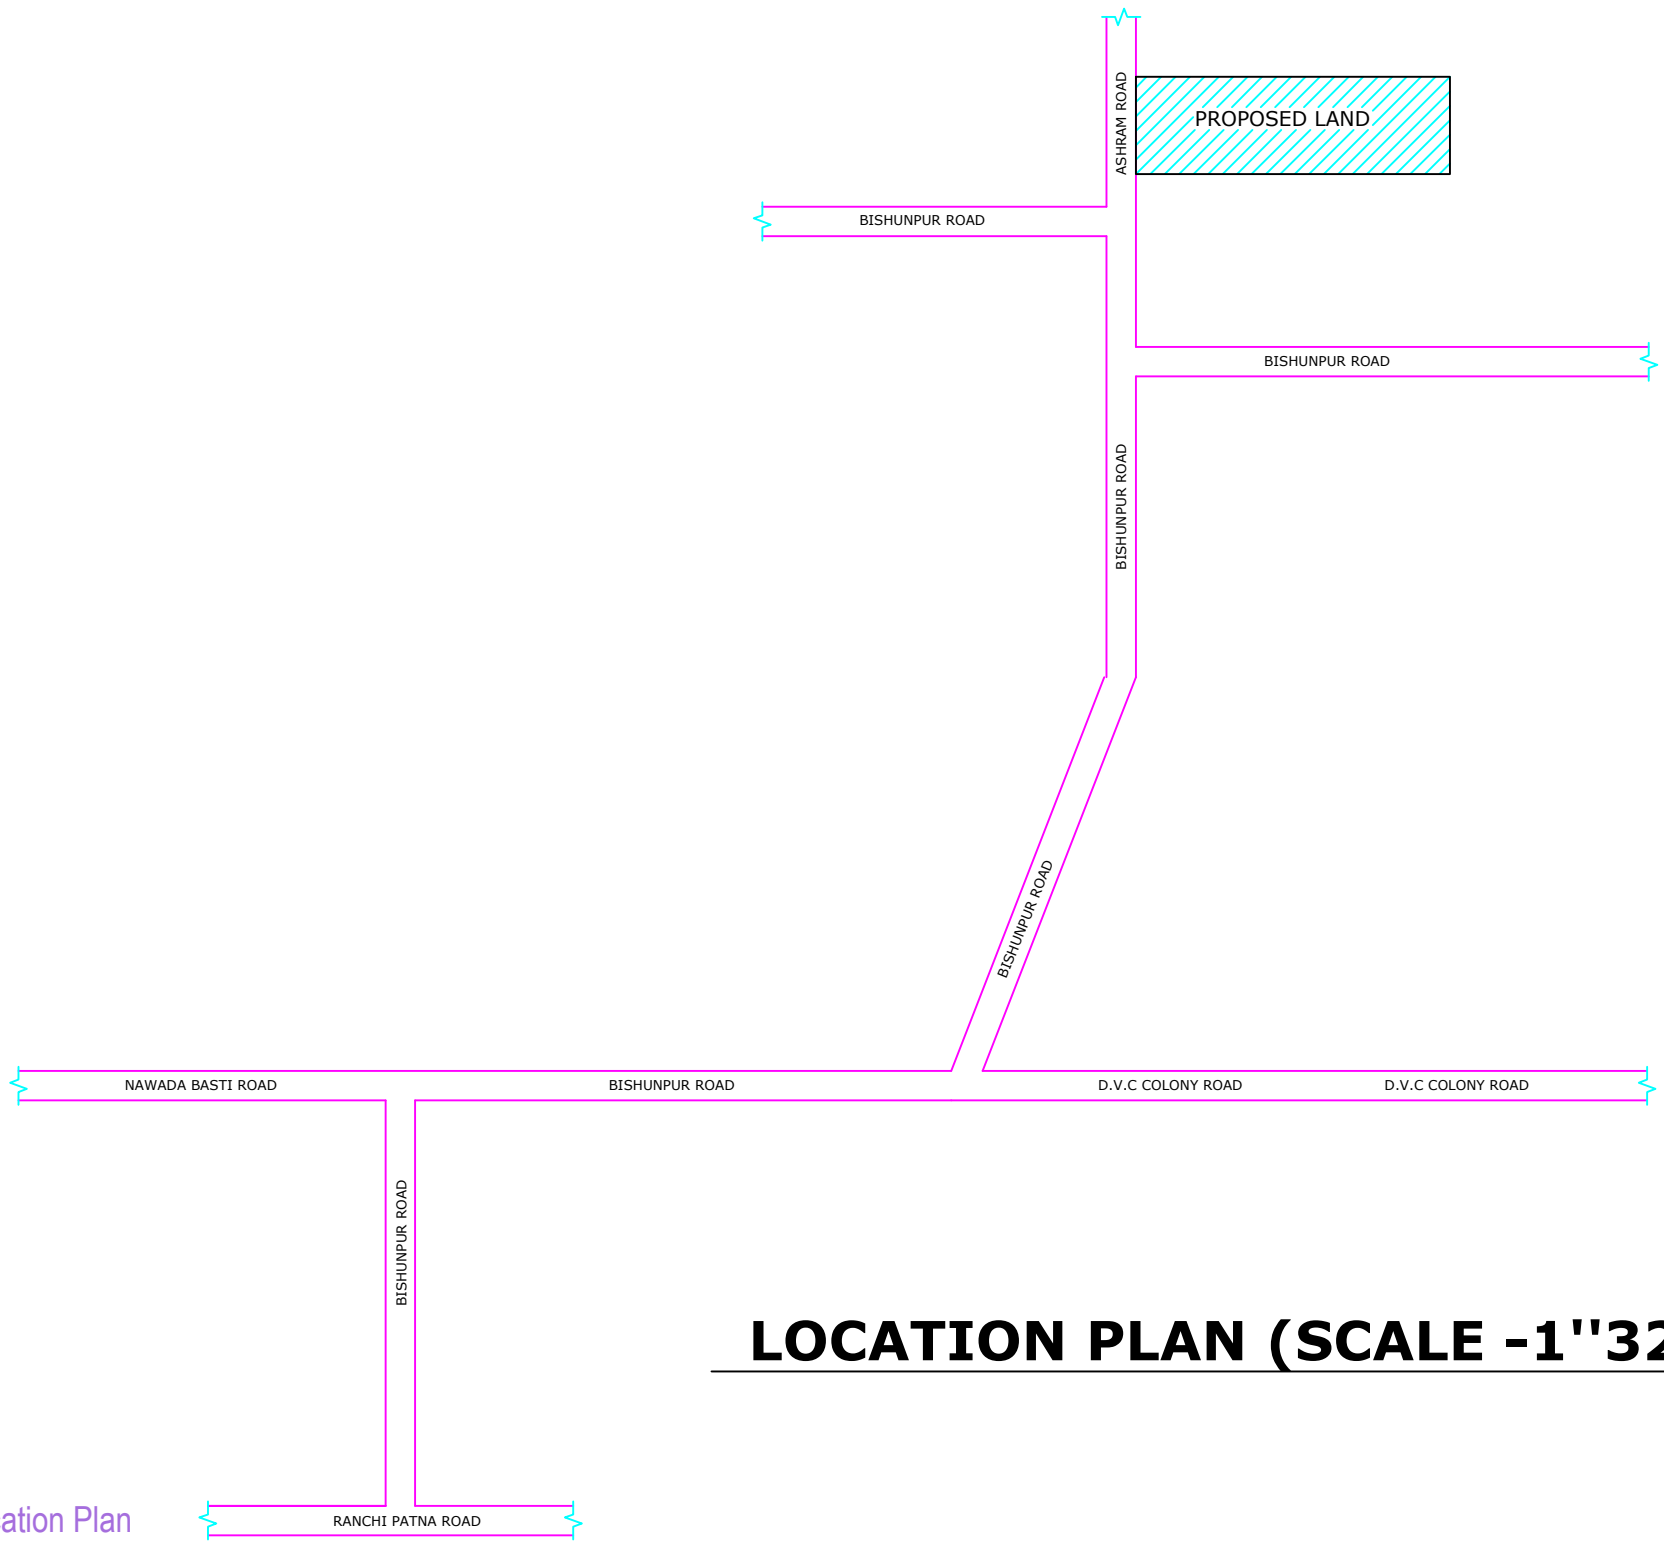 ASHRAM ROAD
PROPOSED LAND
BISHUNPUR ROAD
BISHUNPUR ROAD
BISHUNPUR ROAD
BISHUNPUR ROAD
NAWADA BASTI ROAD
BISHUNPUR ROAD
D.V.C COLONY ROAD
D.V.C COLONY ROAD
BISHUNPUR ROAD
LOCATION PLAN (SCALE -1''32
ation Plan
RANCHI PATNA ROAD